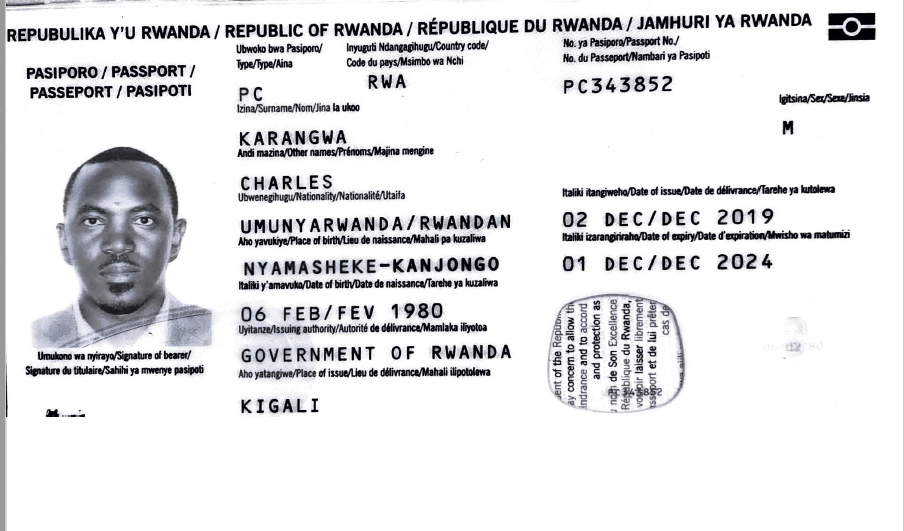 REPUBULIKA Y'U RWANDA / REPUBLIC OF RWANDA / RÉPUBLIQUE DU RWANDA / JAMHURI YA RWANDA
PASIPORO / PASSPORT /
PASSEPORT / PASIPOTI
Ubwoko bwa Pasiporo/
Type/Type/Aina
PC
Inyuguti Ndangagihugu/Country code/
Code du pays/Msimbo wa Nchi
RWA
No. ya Pasiporo/Passport No./
No. du Passeport/Nambari ya Pasipoti
PC343852
Izina/Surname/Nom/Jina la ukoo
KARANGWA
Igitsina/Sex/Sexe/Jinsia
M
Andi mazina/Other names/Prénoms/Majina mengine
CHARLES
Ubwenegihugu/Nationality/Nationalité/Utaifa
UMUNYARWANDA/RWANDAN
Italiki itangiweho/Date of issue/Date de délivrance/Tarehe ya kutolewa
02 DEC/DEC 2019
Aho yavukiye/Place of birth/Lieu de naissance/Mahali pa kuzaliwa
NYAMASHEKE-KANJONGO
Italiki izarangiriraho/Date of expiry/Date d'expiration/Mwisho wa matumizi
01 DEC/DEC 2024
Italiki y'amavuko/Date of birth/Date de naissance/Tarehe ya kuzaliwa
06 FEB/FEV 1980
Uyitanze/Issuing authority/Autorité de délivrance/Mamlaka iliyotoa
GOVERNMENT OF RWANDA
Aho yatangiwe/Place of issue/Lieu de délivrance/Mahali ilipotolewa
KIGALI
Umukono wa nyirayo/Signature of bearer/
Signature du titulaire/Sahihi ya mwenye pasipoti
ent of the Republi
ay concern to allow th
indrance and to accord
and protection as
nom de Son Excellence
République du Rwanda,
vouloir laisser librement
asseport et de lui prêter
cas de
PC343852